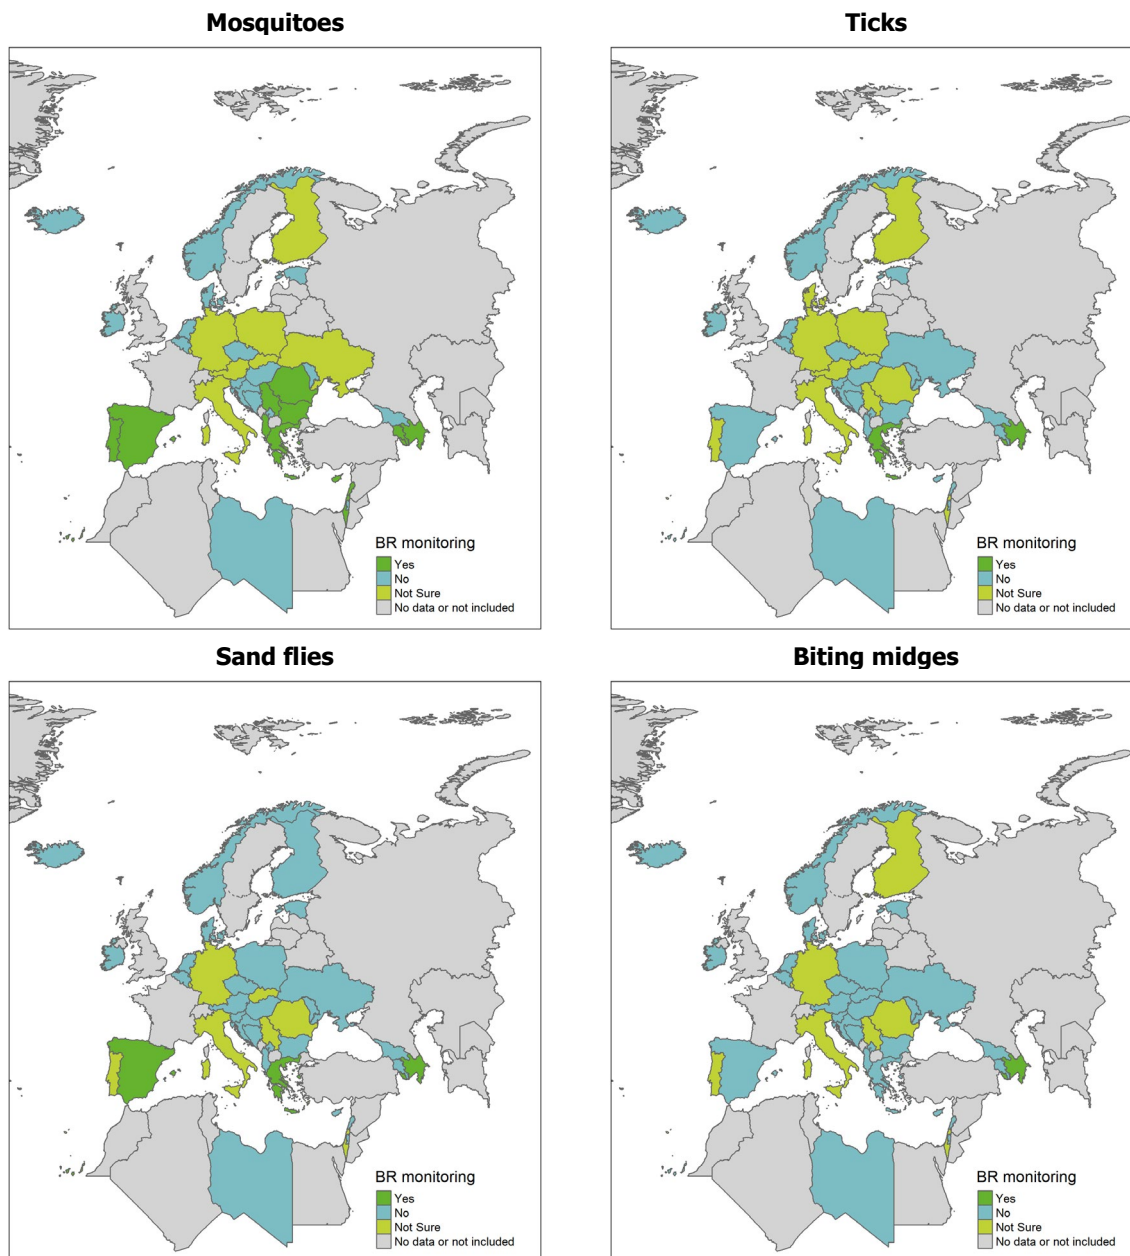 Mosquitoes
Ticks
BR monitoring
Yes
No
Not Sure
No data or not included
BR monitoring
Yes
No
Not Sure
No data or not included
Sand flies
Biting midges
BR monitoring
Yes
No
Not Sure
No data or not included
BR monitoring
Yes
No
Not Sure
No data or not included